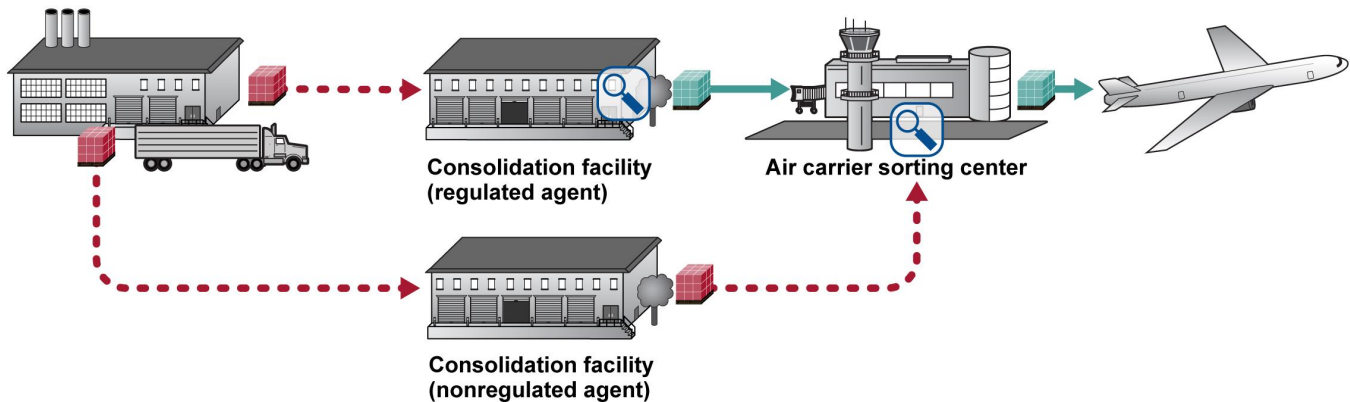 Consolidation facility
(regulated agent)
Air carrier sorting center
Consolidation facility
(nonregulated agent)